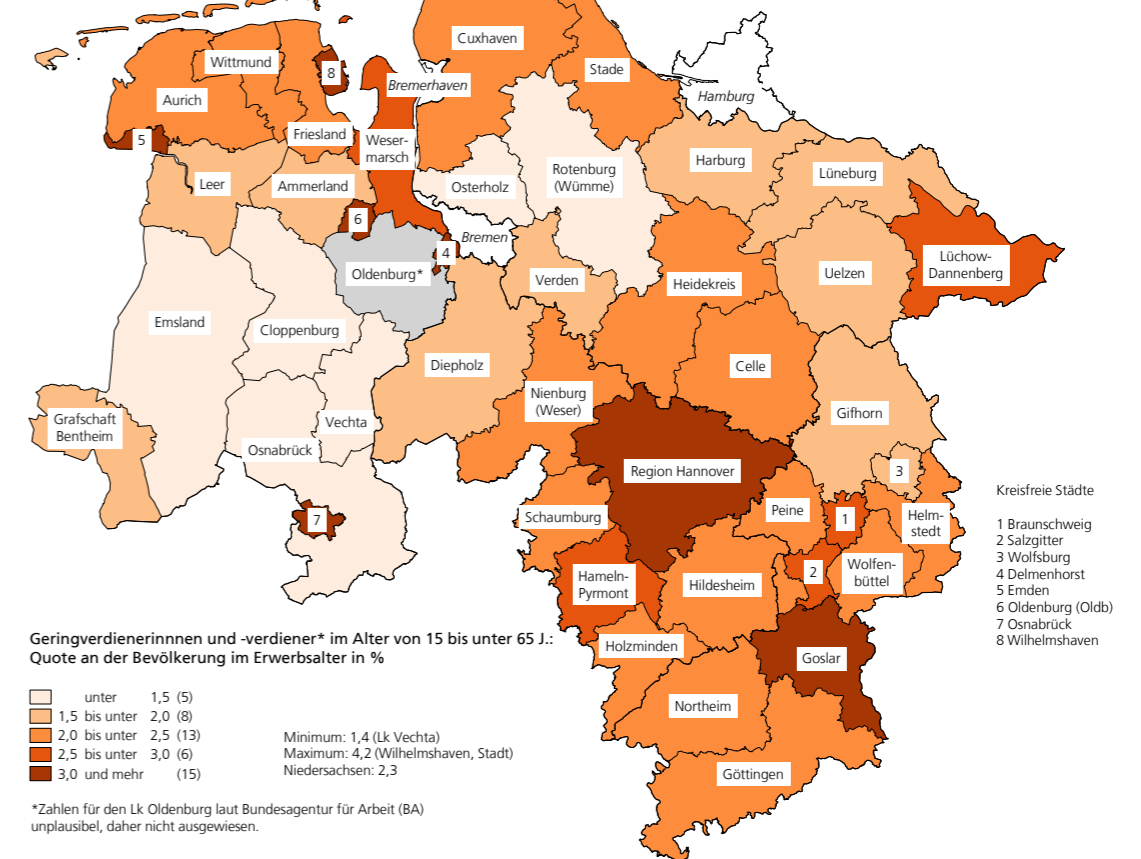 Cuxhaven
Stade
Wittmund
8
Bremerhaven
Aurich
Hamburg
5
Friesland
Weser-
marsch
Harburg
Lüneburg
Rotenburg
(Wümme)
Leer
Ammerland
Osterholz
6
Bremen
4
Oldenburg*
Lüchow-
Dannenberg
Verden
Uelzen
Heidekreis
Emsland
Cloppenburg
Diepholz
Celle
Nienburg
(Weser)
Gifhorn
Grafschaft
Bentheim
Vechta
Osnabrück
Region Hannover
3
7
Schaumburg
Peine
1
Helm-
stedt
Hameln-
Pyrmont
Hildesheim
2
Wolfen-
büttel
Holzminden
Goslar
Northeim
Göttingen
Kreisfreie Städte
1 Braunschweig
2 Salzgitter
3 Wolfsburg
4 Delmenhorst
5 Emden
6 Oldenburg (Oldb)
7 Osnabrück
8 Wilhelmshaven
Geringverdienerinnnen und -verdiener* im Alter von 15 bis unter 65 J.:
Quote an der Bevölkerung im Erwerbsalter in %
unter 1,5 (5)
1,5 bis unter 2,0 (8)
2,0 bis unter 2,5 (13)
2,5 bis unter 3,0 (6)
3,0 und mehr (15)
Minimum: 1,4 (Lk Vechta)
Maximum: 4,2 (Wilhelmshaven, Stadt)
Niedersachsen: 2,3
*Zahlen für den Lk Oldenburg laut Bundesagentur für Arbeit (BA)
unplausibel, daher nicht ausgewiesen.